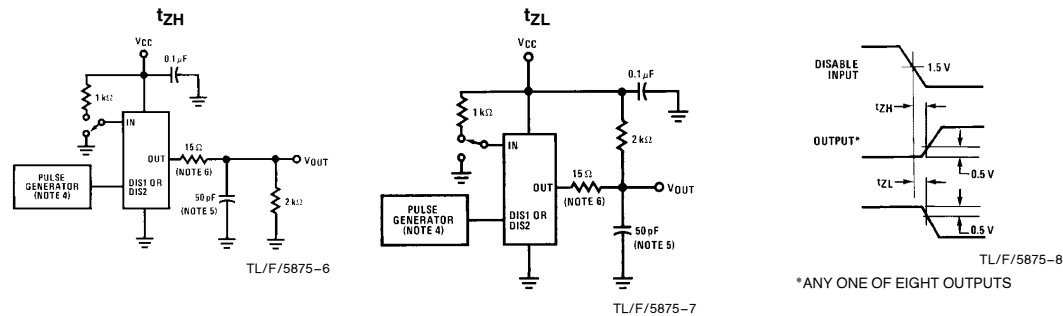 tZH
VCC
0.1 μF
1 kΩ
IN
15 Ω
OUT
VOUT
(NOTE 6)
PULSE
GENERATOR
(NOTE 4)
DIS1 OR
DIS2
50 pF
(NOTE 5)
2 kΩ
TL/F/5875–6
tZL
VCC
0.1 μF
1 kΩ
2 kΩ
IN
15 Ω
OUT
VOUT
(NOTE 6)
PULSE
GENERATOR
(NOTE 4)
DIS1 OR
DIS2
50 pF
(NOTE 5)
TL/F/5875–7
DISABLE
INPUT
1.5 V
tZH
OUTPUT*
0.5 V
tZL
0.5 V
TL/F/5875–8
*ANY ONE OF EIGHT OUTPUTS